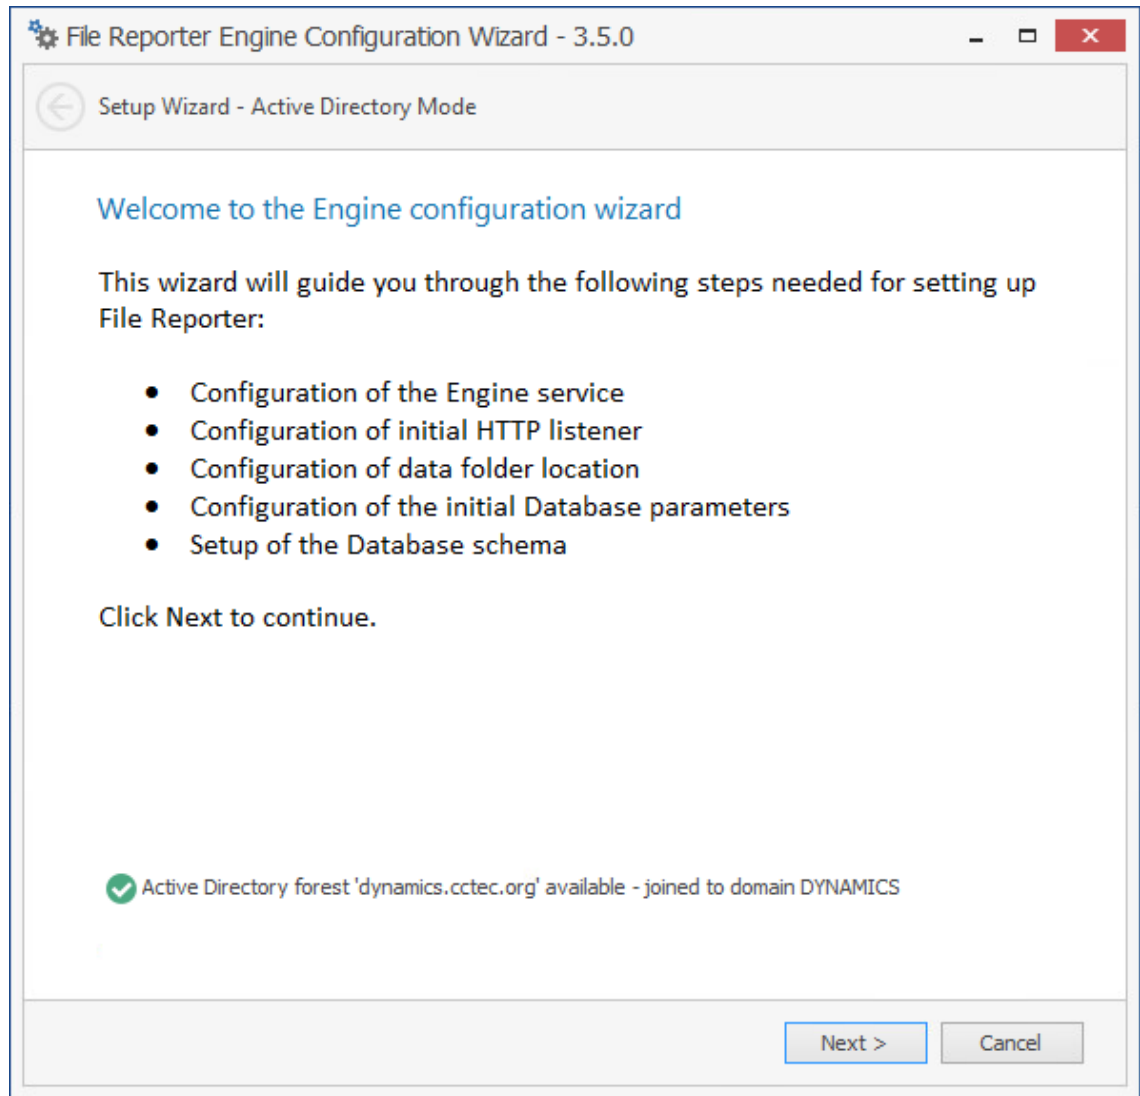 File Reporter Engine Configuration Wizard - 3.5.0
Setup Wizard - Active Directory Mode
Welcome to the Engine configuration wizard
This wizard will guide you through the following steps needed for setting up
File Reporter:
• Configuration of the Engine service
• Configuration of initial HTTP listener
• Configuration of data folder location
• Configuration of the initial Database parameters
• Setup of the Database schema
Click Next to continue.
Active Directory forest 'dynamics.cctec.org' available - joined to domain DYNAMICS
Next >
Cancel